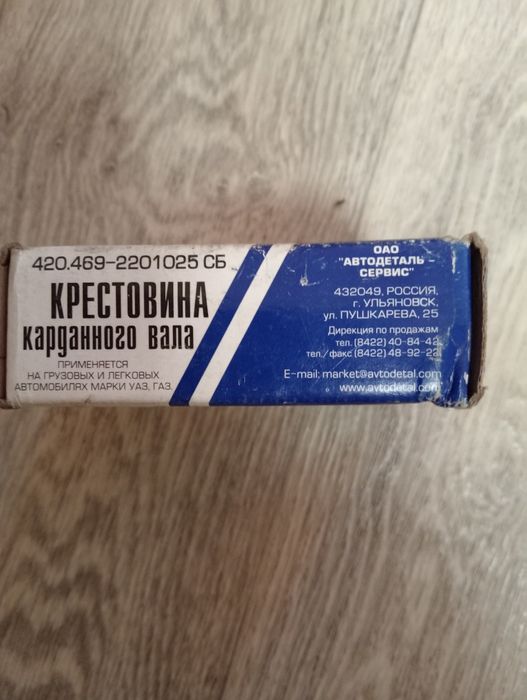 420.469-2201025 СБ
КРЕСТОВИНА
карданного вала
ПРИМЕНЯЕТСЯ
НА ГРУЗОВЫХ И ЛЕГКОВЫХ
АВТОМОБИЛЯХ МАРКИ УАЗ, ГАЗ.
ОАО
"АВТОДЕТАЛЬ -
СЕРВИС"
432049, РОССИЯ,
г. УЛЬЯНОВСК,
ул. ПУШКАРЕВА, 25
Дирекция по продажам
тел. (8422) 40-84-42
тел./факс (8422) 48-92-23
E-mail: market@avtodetal.com
www.avtodetal.com